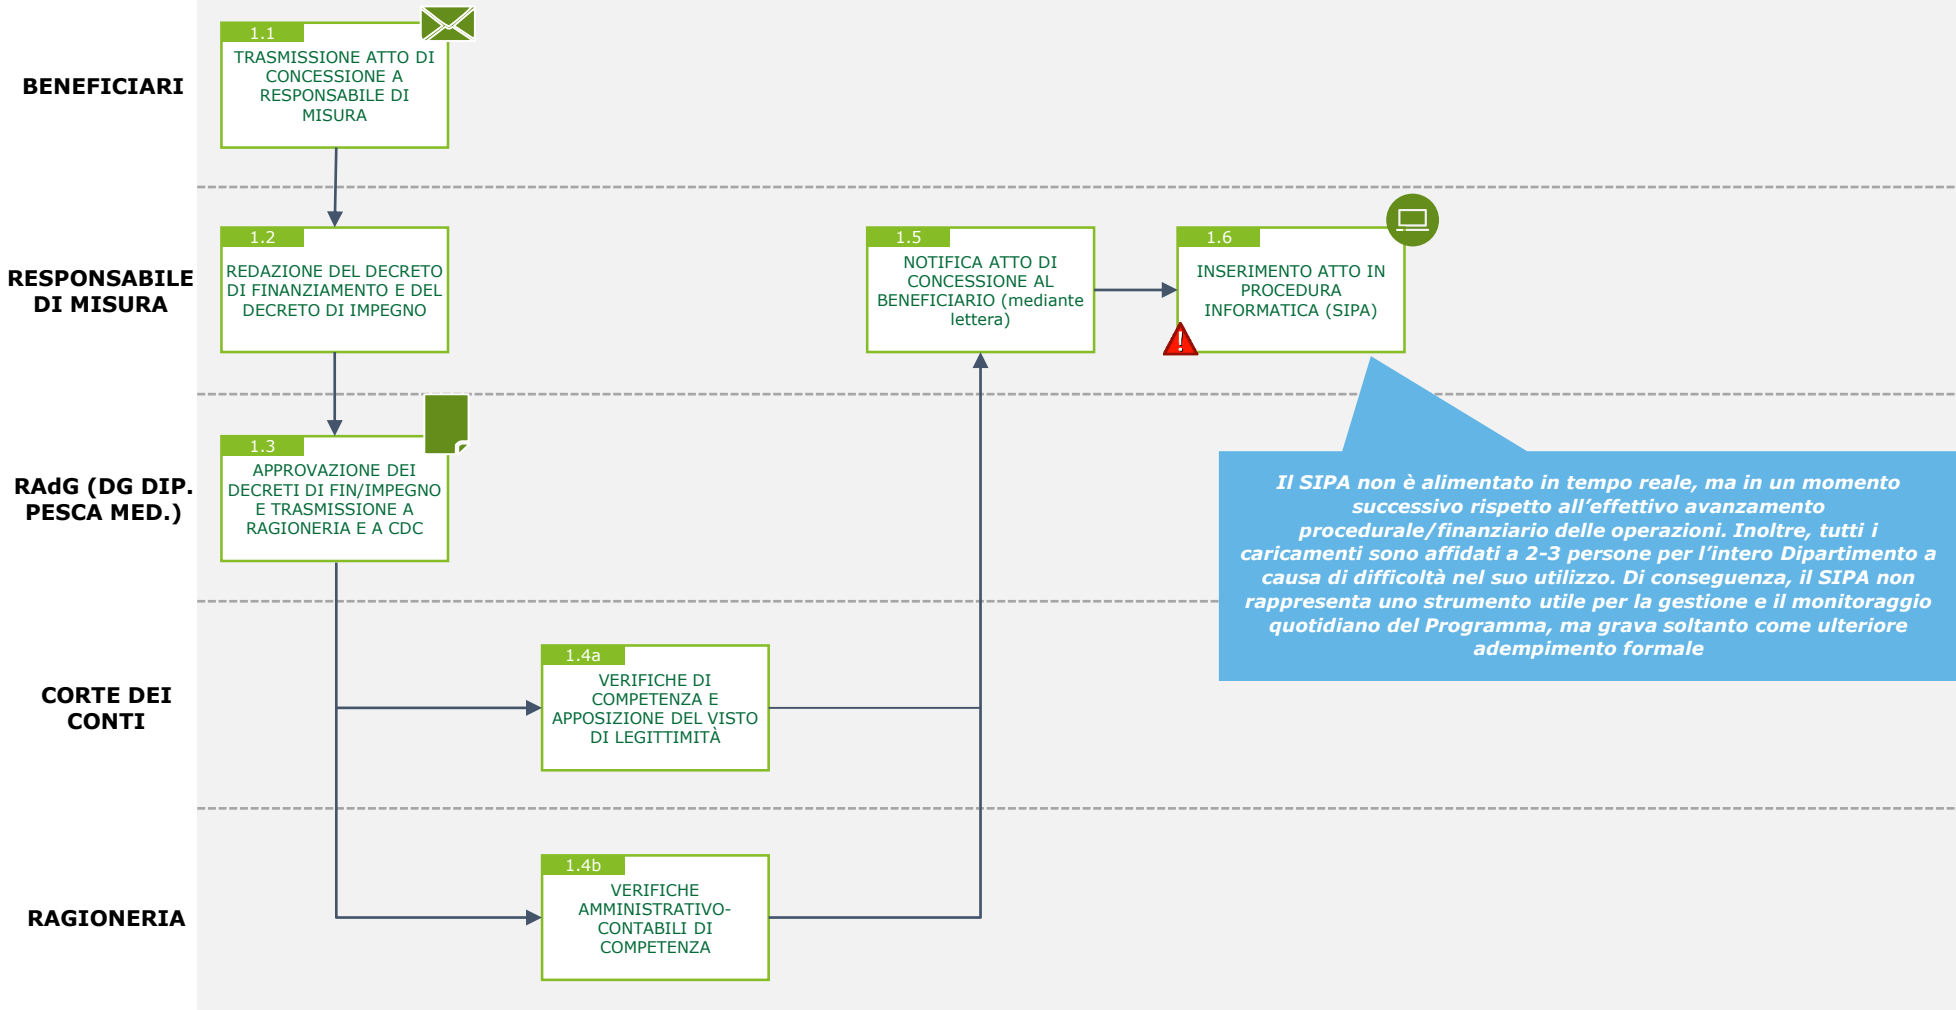 BENEFICIARI
1.1
TRASMISSIONE ATTO DI
CONCESSIONE A
RESPONSABILE DI
MISURA
RESPONSABILE
DI MISURA
1.2
REDAZIONE DEL DECRETO
DI FINANZIAMENTO E DEL
DECRETO DI IMPEGNO
1.5
NOTIFICA ATTO DI
CONCESSIONE AL
BENEFICIARIO (mediante
lettera)
1.6
INSERIMENTO ATTO IN
PROCEDURA
INFORMATICA (SIPA)
RAdG (DG DIP.
PESCA MED.)
1.3
APPROVAZIONE DEI
DECRETI DI FIN/IMPEGNO
E TRASMISSIONE A
RAGIONERIA E A CDC
Il SIPA non è alimentato in tempo reale, ma in un momento
successivo rispetto all’effettivo avanzamento
procedurale/finanziario delle operazioni. Inoltre, tutti i
caricamenti sono affidati a 2-3 persone per l’intero Dipartimento a
causa di difficoltà nel suo utilizzo. Di conseguenza, il SIPA non
rappresenta uno strumento utile per la gestione e il monitoraggio
quotidiano del Programma, ma grava soltanto come ulteriore
adempimento formale
CORTE DEI
CONTI
1.4a
VERIFICHE DI
COMPETENZA E
APPOSIZIONE DEL VISTO
DI LEGITTIMITÀ
RAGIONERIA
1.4b
VERIFICHE
AMMINISTRATIVO-
CONTABILI DI
COMPETENZA